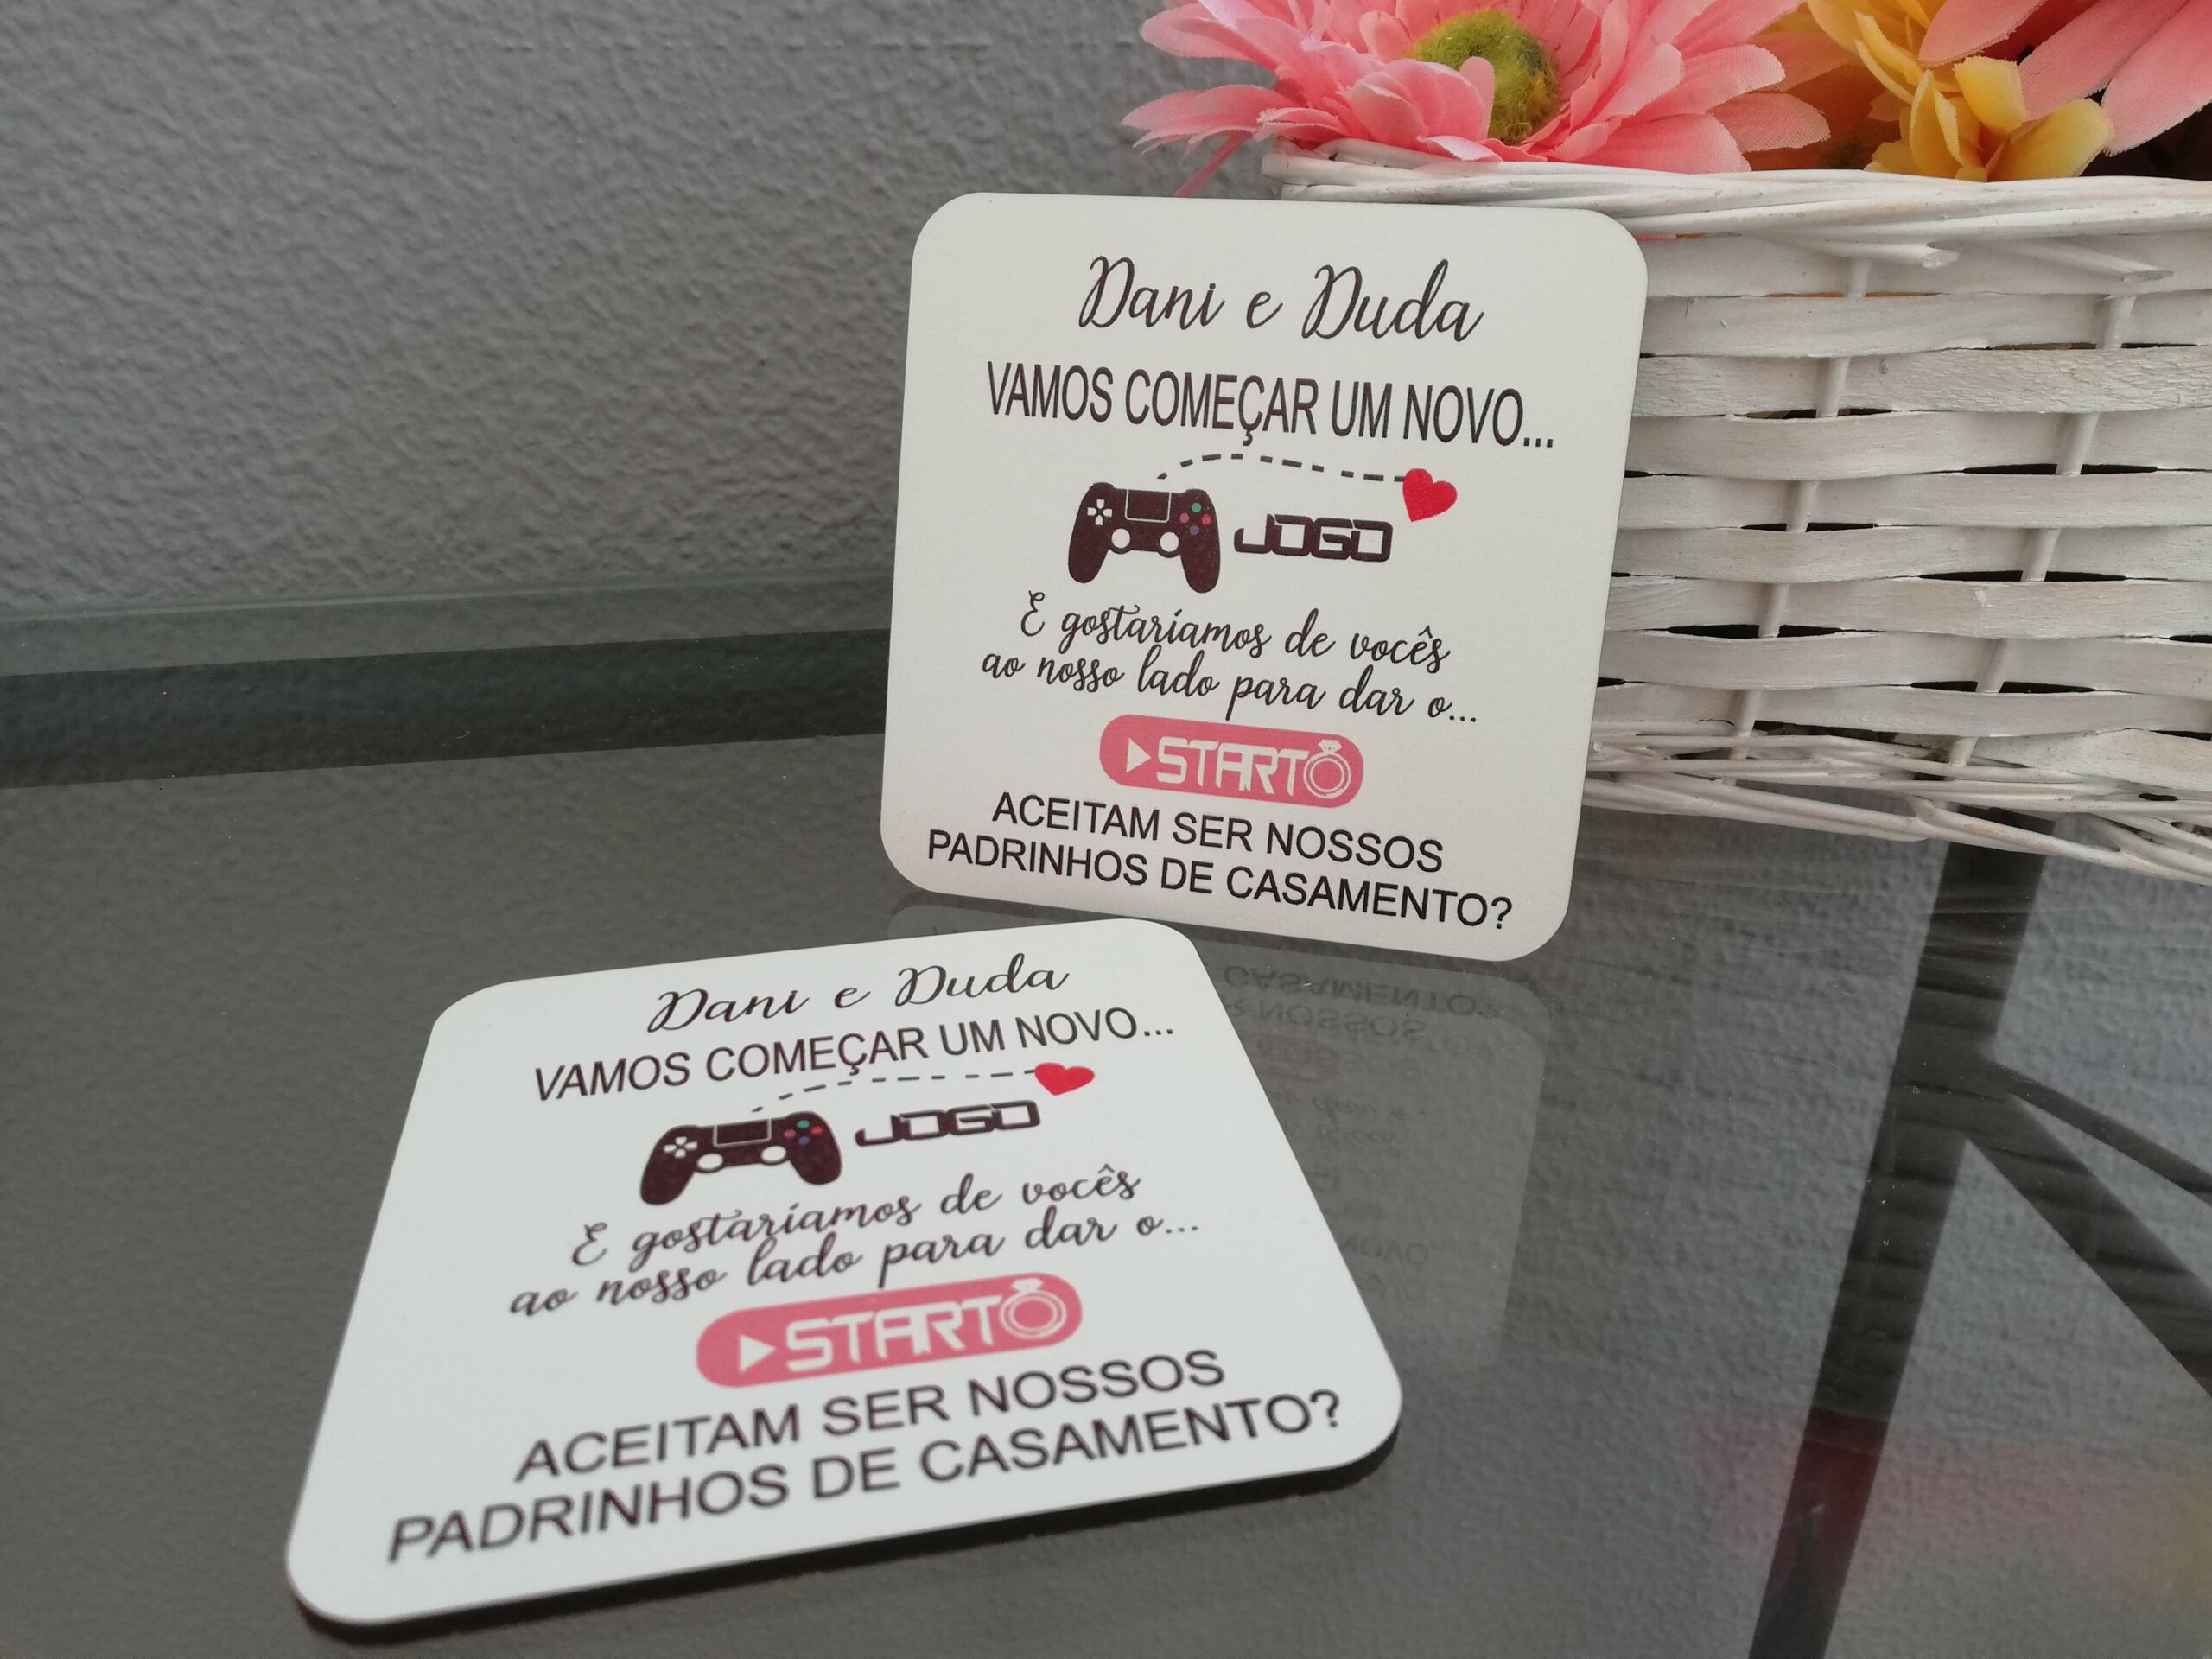 Dani e Duda
VAMOS COMEÇAR UM NOVO...
JOGO
E gostaríamos de vocês
ao nosso lado para dar o...
START
ACEITAM SER NOSSOS
PADRINHOS DE CASAMENTO?
Dani e Duda
VAMOS COMEÇAR UM NOVO...
JOGO
E gostaríamos de vocês
ao nosso lado para dar o...
START
ACEITAM SER NOSSOS
PADRINHOS DE CASAMENTO?